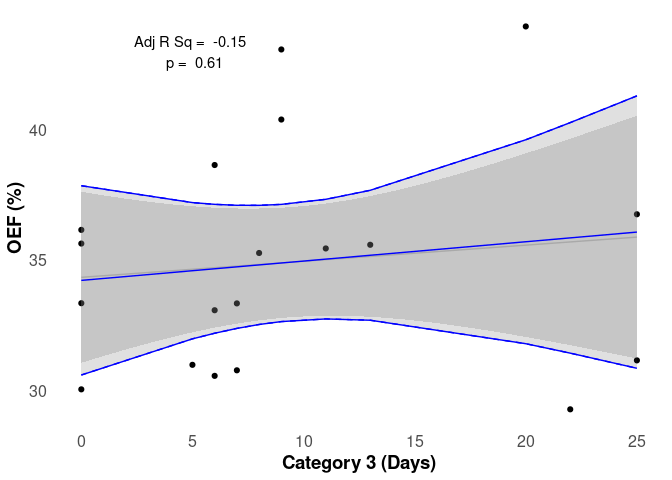 Adj R Sq = -0.15
p = 0.61
40
35
30
OEF (%)
0 5 10 15 20 25
Category 3 (Days)